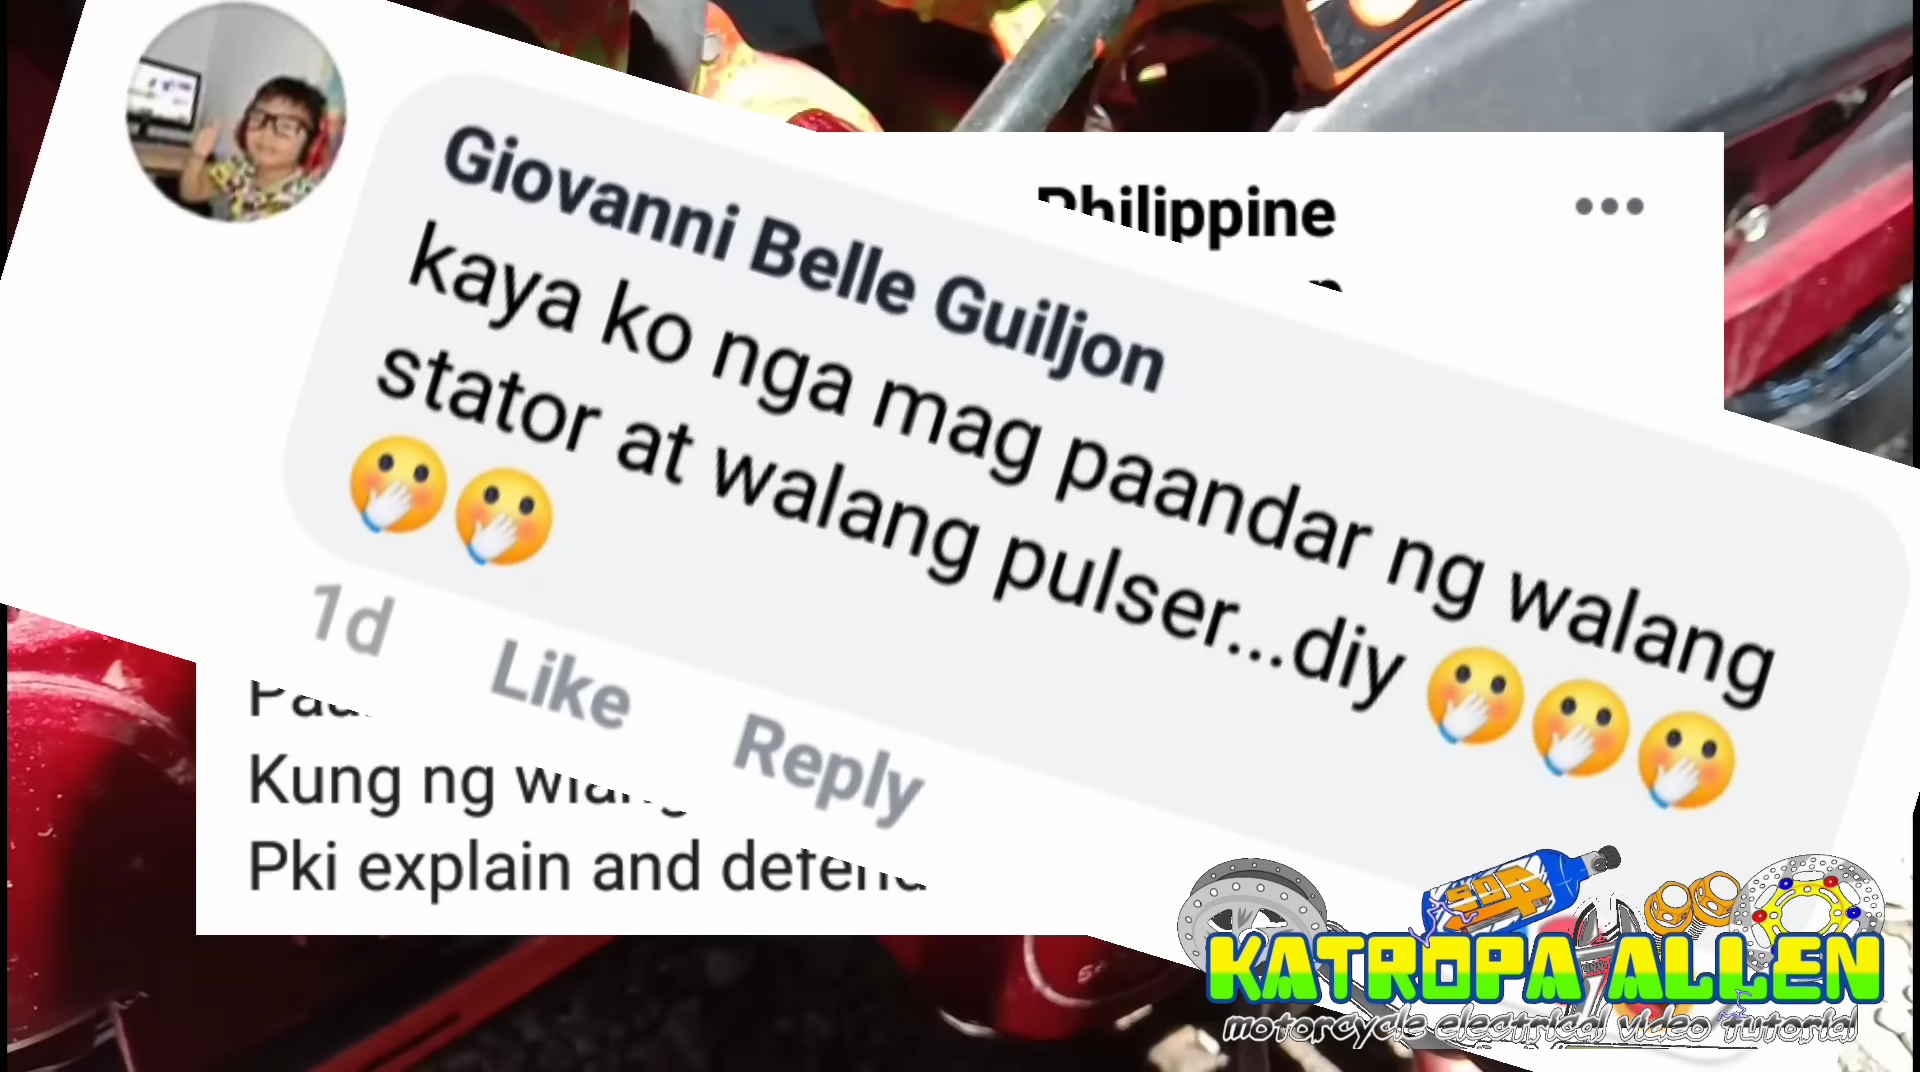 Giovanni Belle Guiljon
kaya ko nga mag paandar ng walang
stator at walang pulser...diy 🫢🫢🫢
🫢🫢
1d Like Reply
Philippine
Kung ng
Pki explain and
KATROPA ALLEN
motorcycle electrical video tutorial